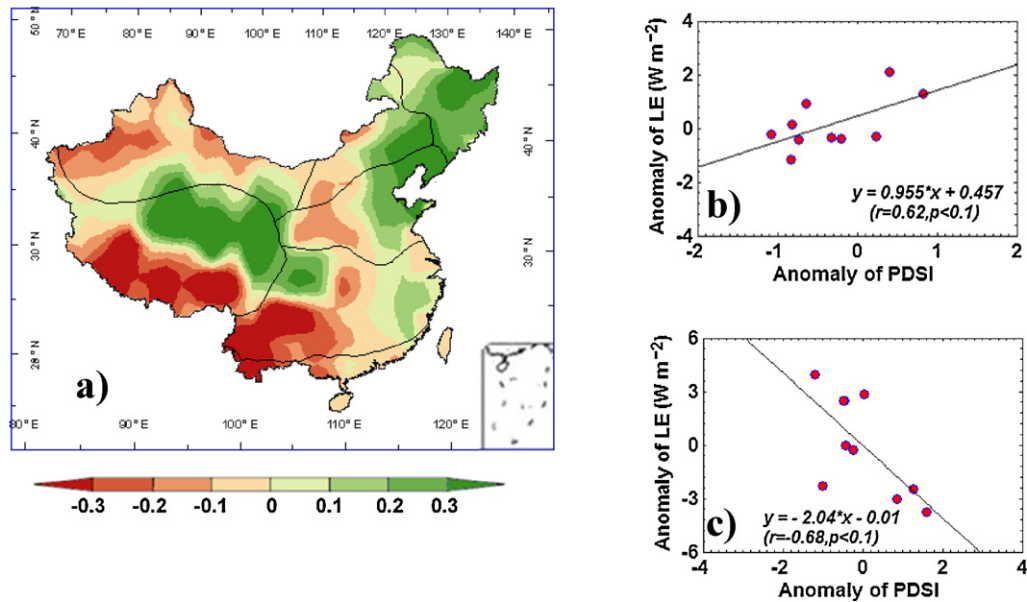 a)
70° E 80° E 90° E 100° E 110° E 120° E 130° E 140° E
50° N
40° N
30° N
20° N
50° N
40° N
30° N
20° N
80° E 90° E 100° E 110° E 120° E
-0.3 -0.2 -0.1 0 0.1 0.2 0.3
b)
Anomaly of LE (W m⁻²)
4
2
0
-2
-4
y = 0.955*x + 0.457
(r=0.62,p<0.1)
-2 -1 0 1 2
Anomaly of PDSI
c)
Anomaly of LE (W m⁻²)
6
3
0
-3
-6
y = - 2.04*x - 0.01
(r=-0.68,p<0.1)
-4 -2 0 2 4
Anomaly of PDSI